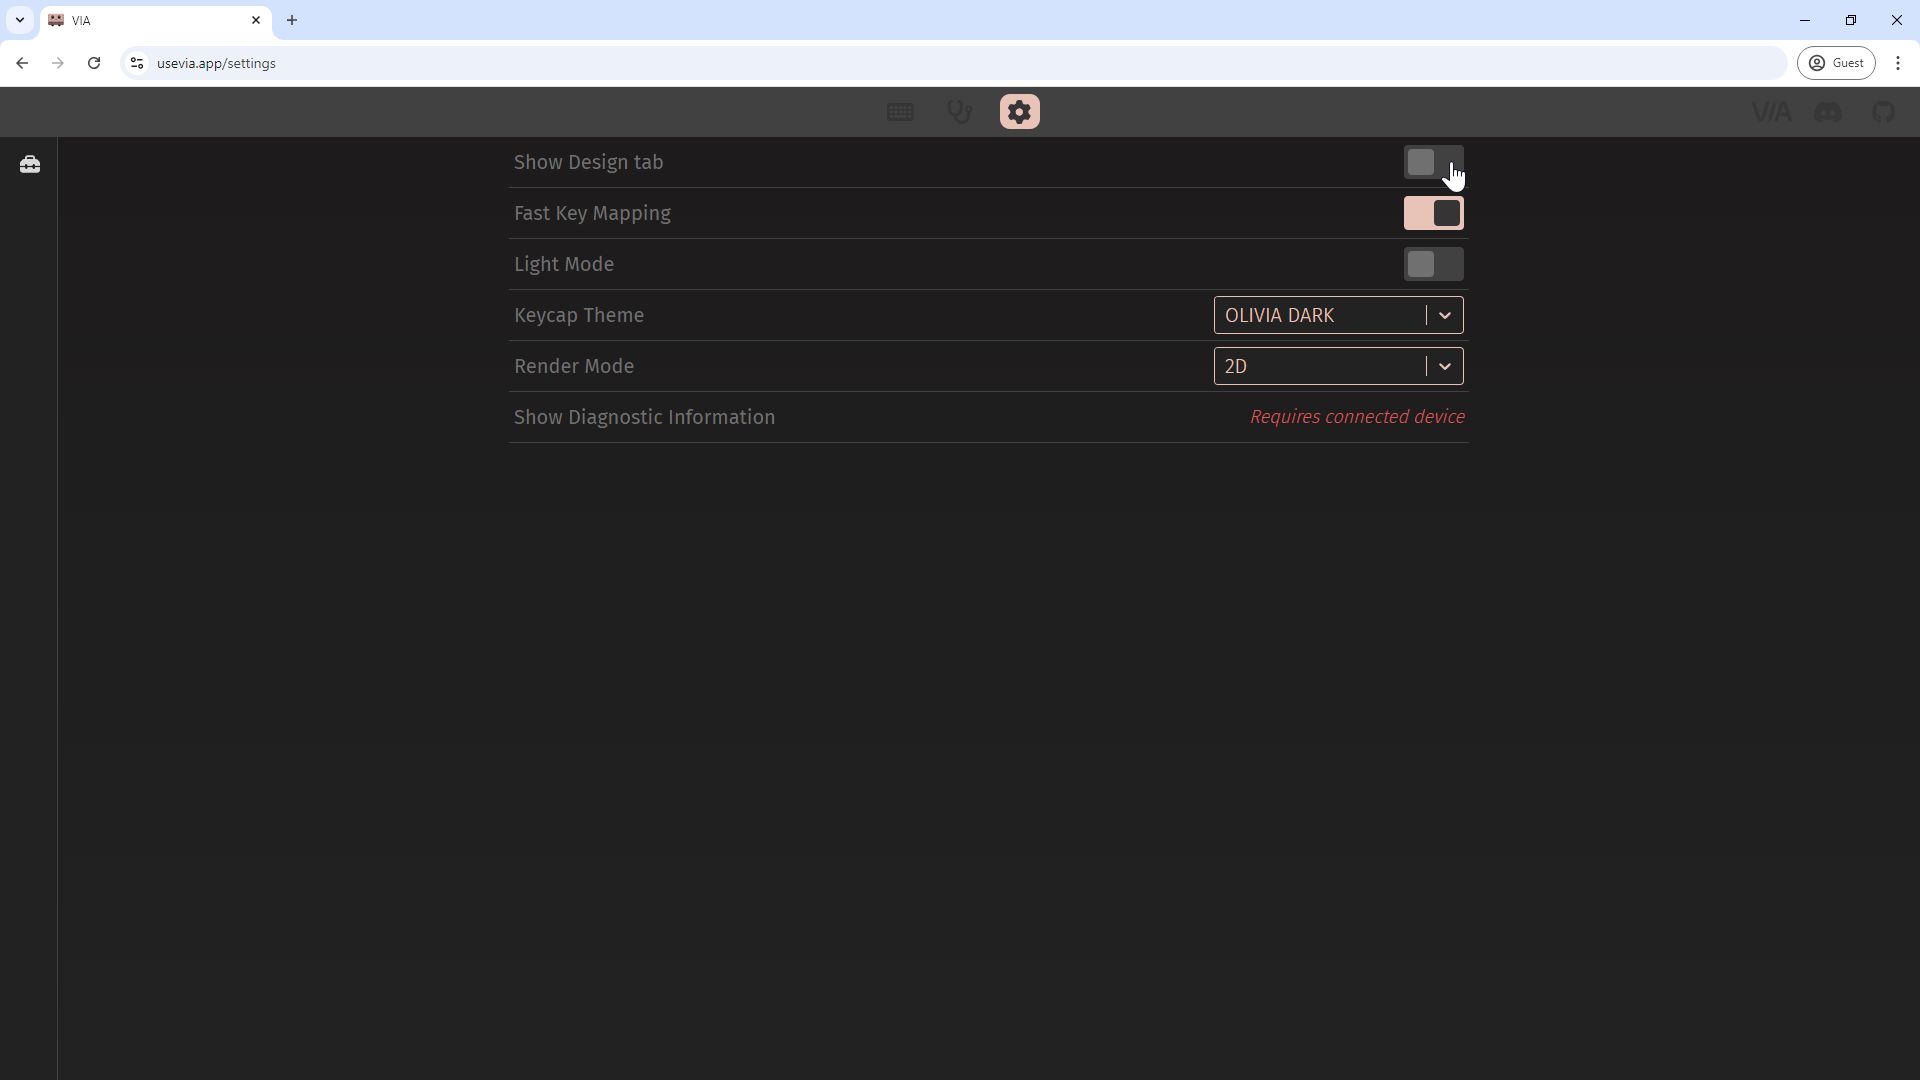 VIA
usevia.app/settings
Guest
VIA
Show Design tab
Fast Key Mapping
Light Mode
Keycap Theme
OLIVIA DARK
Render Mode
2D
Show Diagnostic Information
Requires connected device